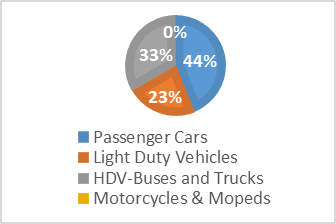 0%
33%
44%
23%
Passenger Cars
Light Duty Vehicles
HDV-Buses and Trucks
Motorcycles & Mopeds